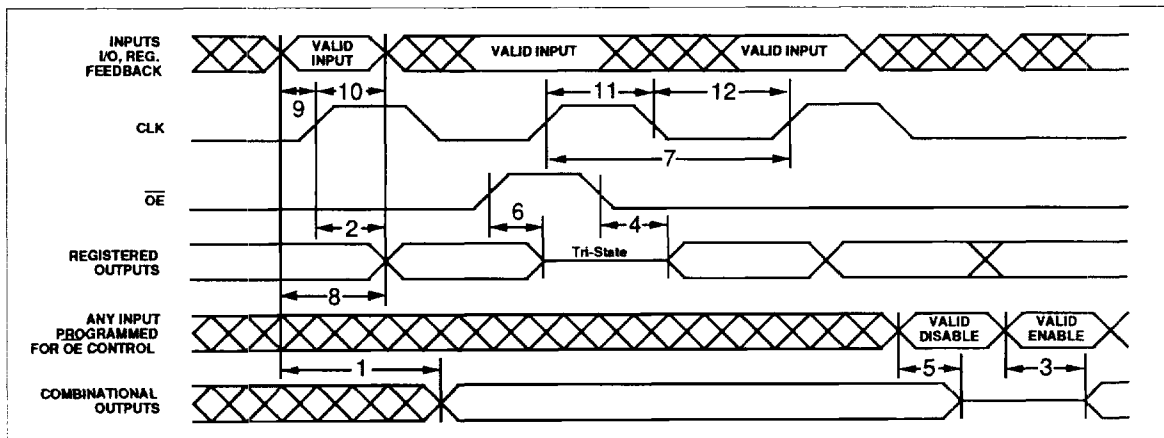 INPUTS
I/O, REG.
FEEDBACK
VALID
INPUT
VALID INPUT
VALID INPUT
9
10
11
12
CLK
7
OE
6
2
4
REGISTERED
OUTPUTS
Tri-State
8
ANY INPUT
PROGRAMMED
FOR OE CONTROL
VALID
DISABLE
VALID
ENABLE
1
5
3
COMBINATIONAL
OUTPUTS